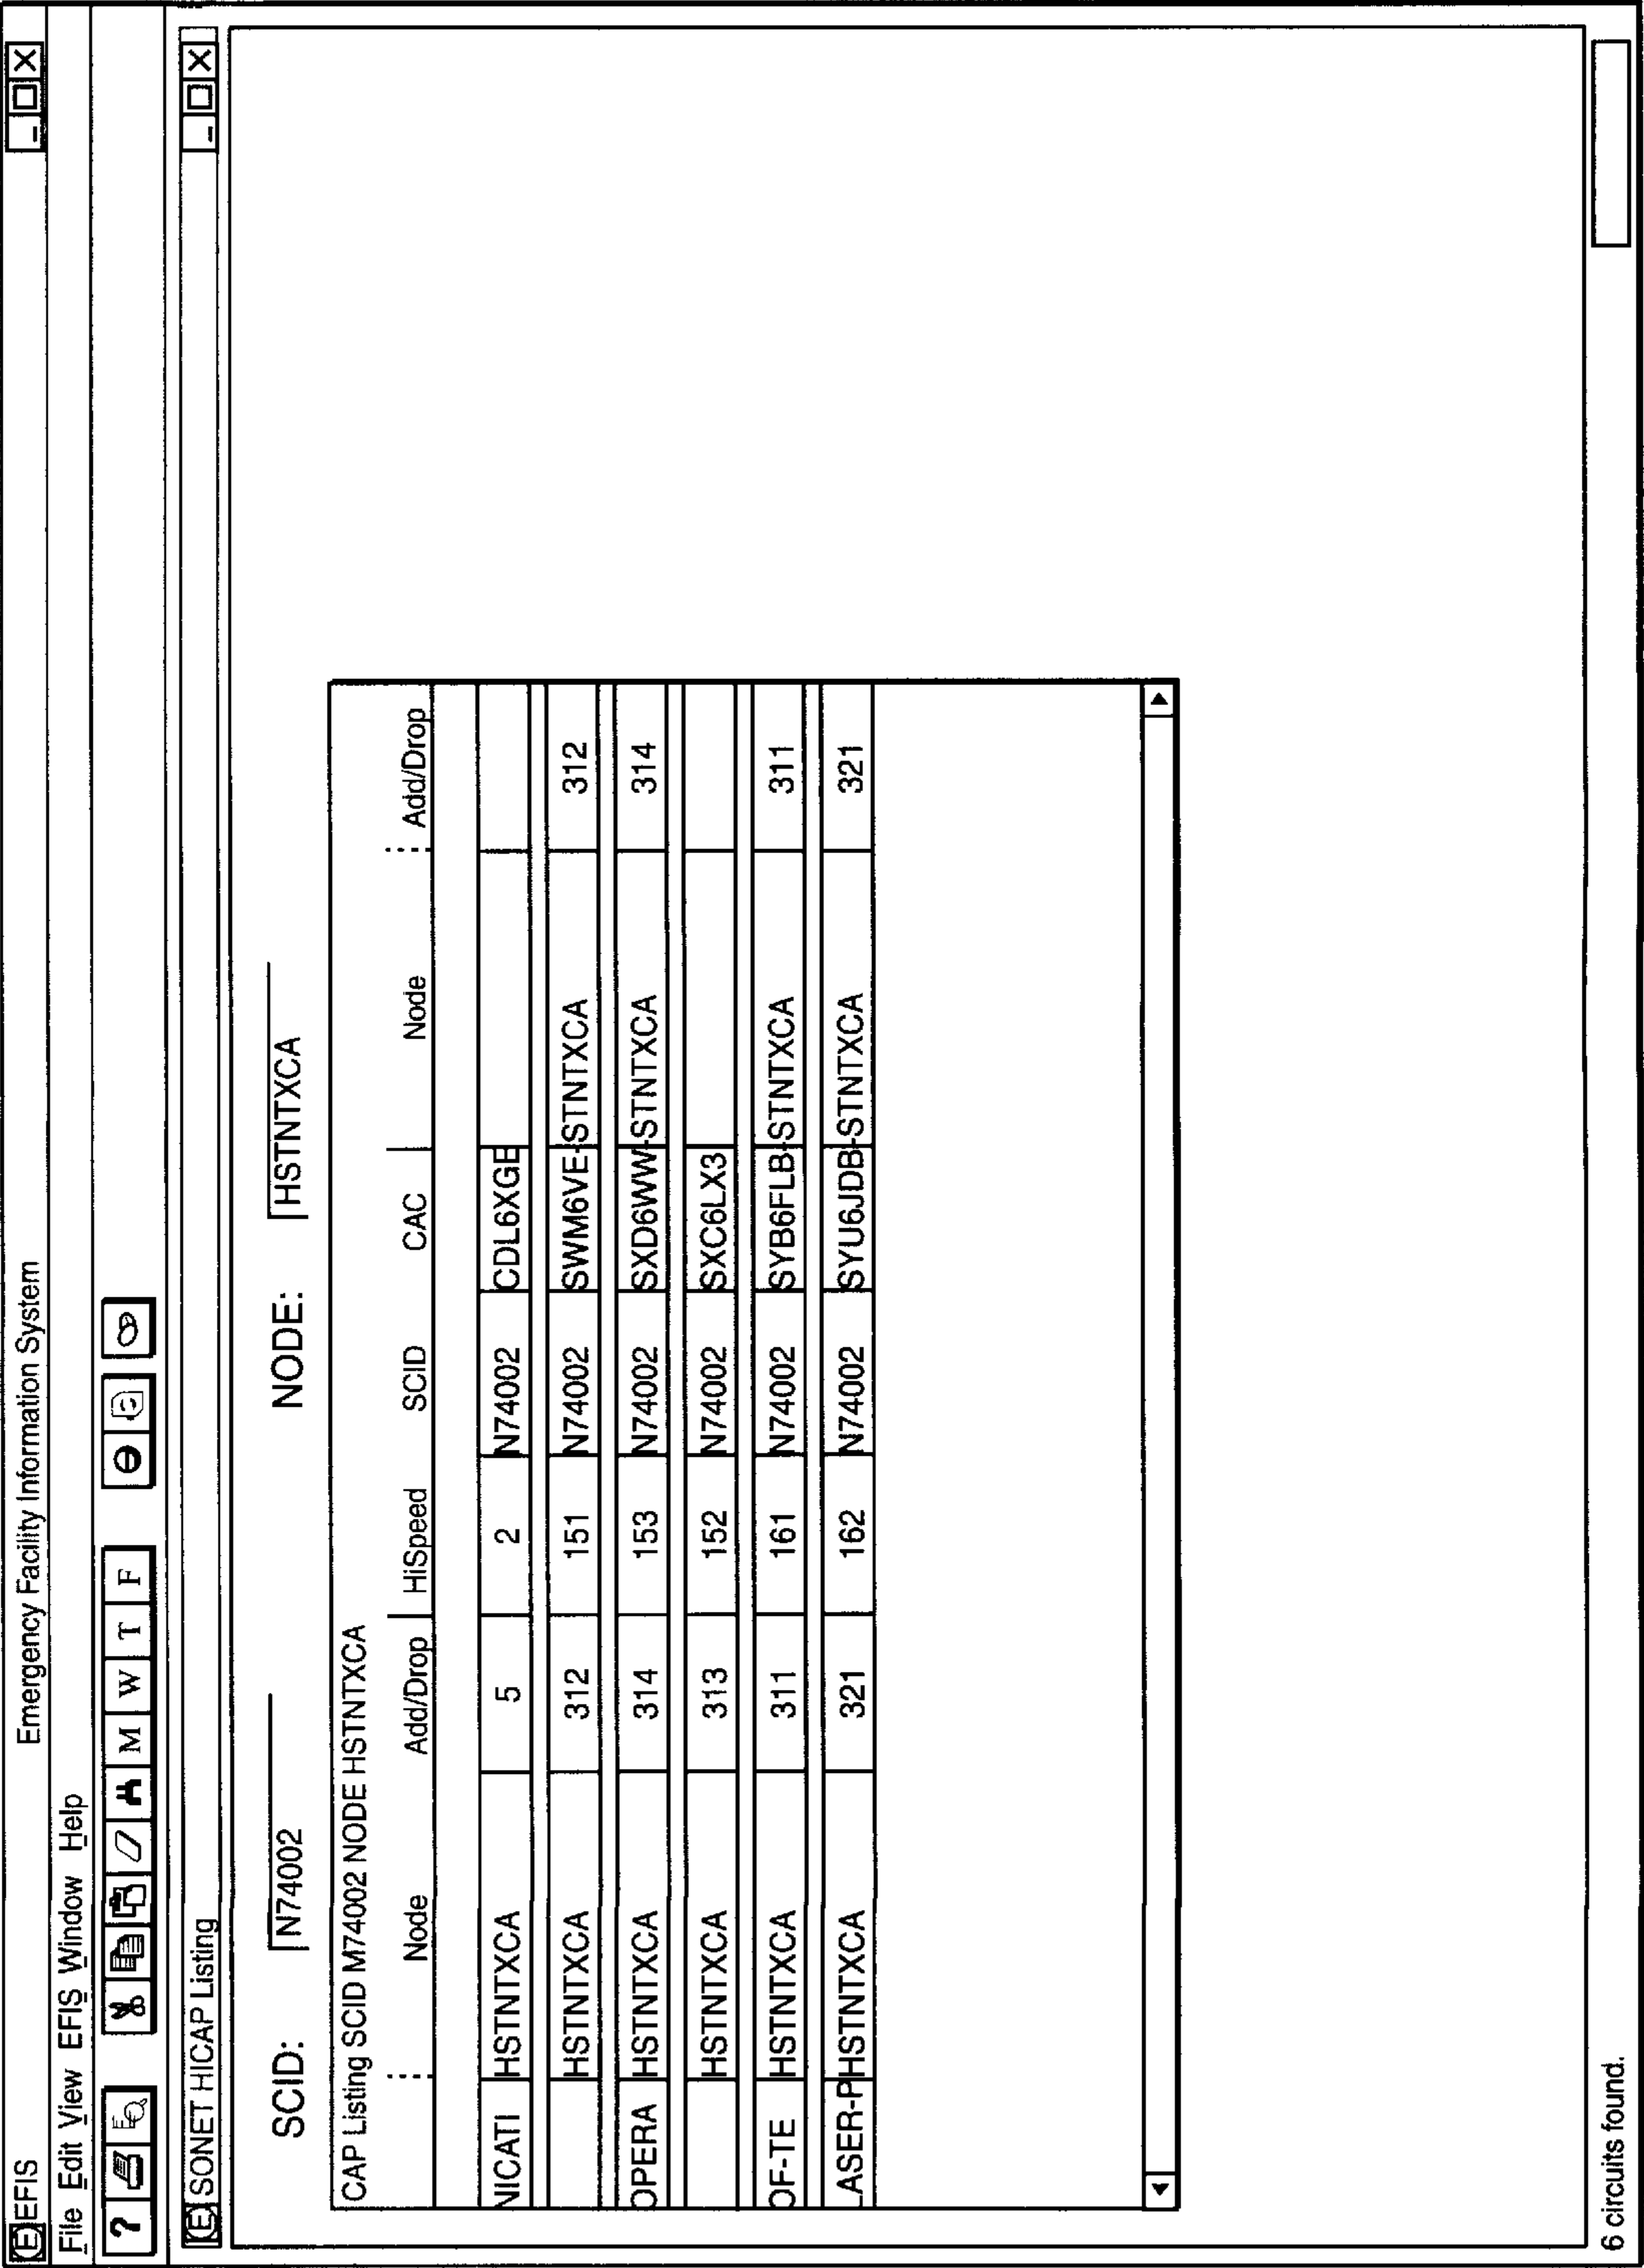 EFIS Emergency Facility Information System
File Edit View EFIS Window Help
? M W T F
SONET HICAP Listing
SCID: N74002 NODE: HSTNTXCA
CAP Listing SCID M74002 NODE HSTNTXCA
Node Add/Drop HiSpeed SCID CAC Node Add/Drop
NICATI HSTNTXCA 5 2 N74002 CDL6XGE
HSTNTXCA 312 151 N74002 SWM6VE-STNTXCA 312
OPERA HSTNTXCA 314 153 N74002 SXD6WW-STNTXCA 314
HSTNTXCA 313 152 N74002 SXC6LX3
OF-TE HSTNTXCA 311 161 N74002 SYB6FLB-STNTXCA 311
LASER-PHSTNTXCA 321 162 N74002 SYU6JDB-STNTXCA 321
6 circuits found.